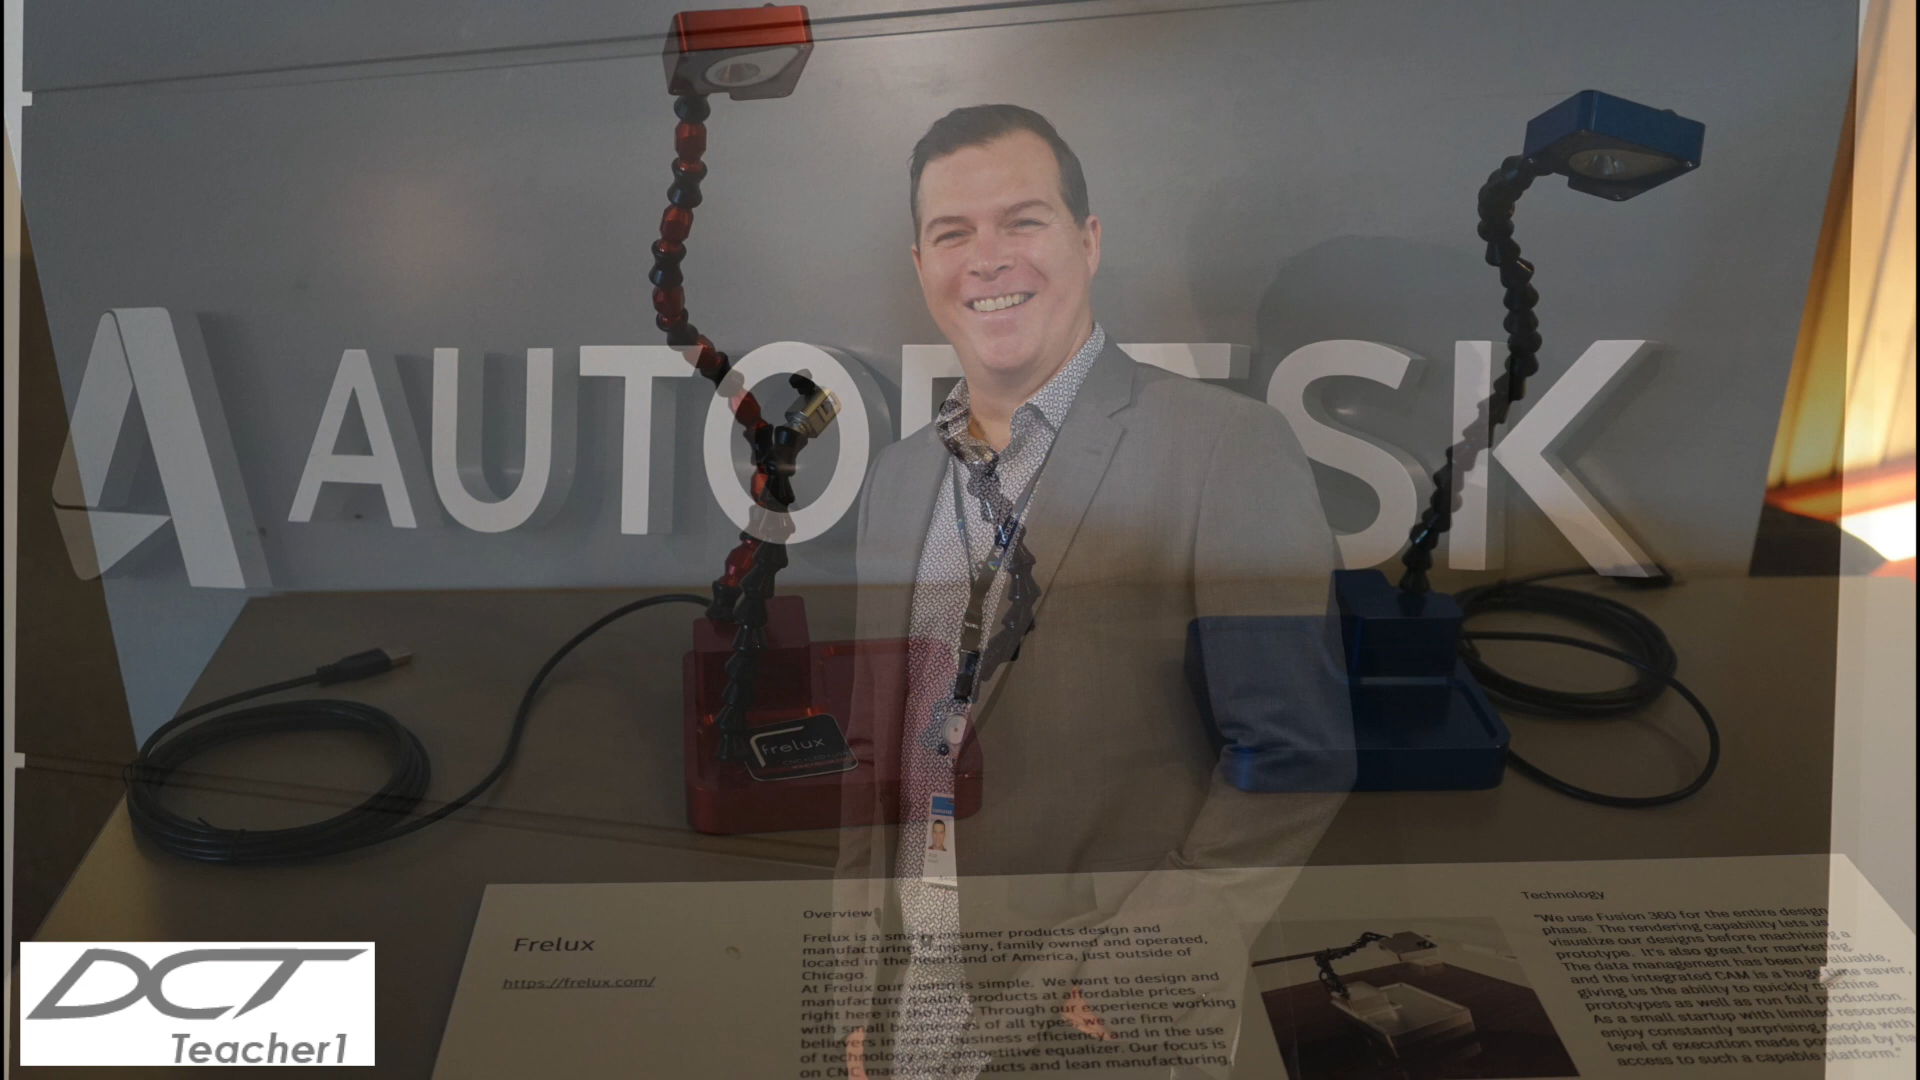 AUTODESK
frelux
Frelux
https://frelux.com/
Overview
Frelux is a small consumer products design and
manufacturing company, family owned and operated,
located in the heartland of America, just outside of
Chicago.
At Frelux our vision is simple. We want to design and
manufacture quality products at affordable prices
right here in the USA. Through our experience working
with small businesses of all types, we are firm
believers in business efficiency and in the use
of technology as competitive equalizer. Our focus is
on CNC machined products and lean manufacturing.
Technology
"We use Fusion 360 for the entire design
phase. The rendering capability lets us
visualize our designs before machining a
prototype. It's also great for marketing.
The data management has been invaluable,
and the integrated CAM is a huge time saver,
giving us the ability to quickly machine
prototypes as well as run full production.
As a small startup with limited resources
enjoy constantly surprising people with
level of execution made possible by
access to such a capable platform."
DCT
Teacher1